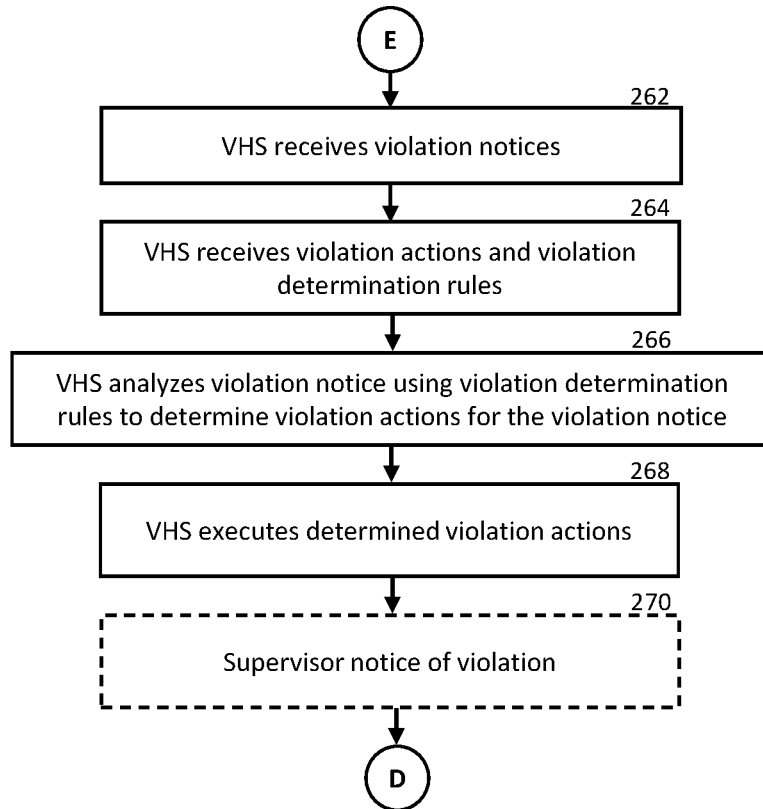 E
262
VHS receives violation notices
264
VHS receives violation actions and violation
determination rules
266
VHS analyzes violation notice using violation determination
rules to determine violation actions for the violation notice
268
VHS executes determined violation actions
270
Supervisor notice of violation
D